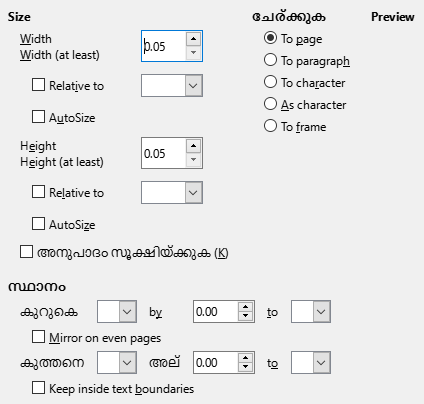 Size
Width
Width (at least)
0.05
Relative to
AutoSize
Height
Height (at least)
0.05
Relative to
AutoSize
അനുപാദം സൂക്ഷിയ്ക്കുക (K)
ചേര്ക്കുക
To page
To paragraph
To character
As character
To frame
Preview
സ്ഥാനം
കുറുകെ by 0.00 to
Mirror on even pages
കുത്തനെ അല് 0.00 to
Keep inside text boundaries